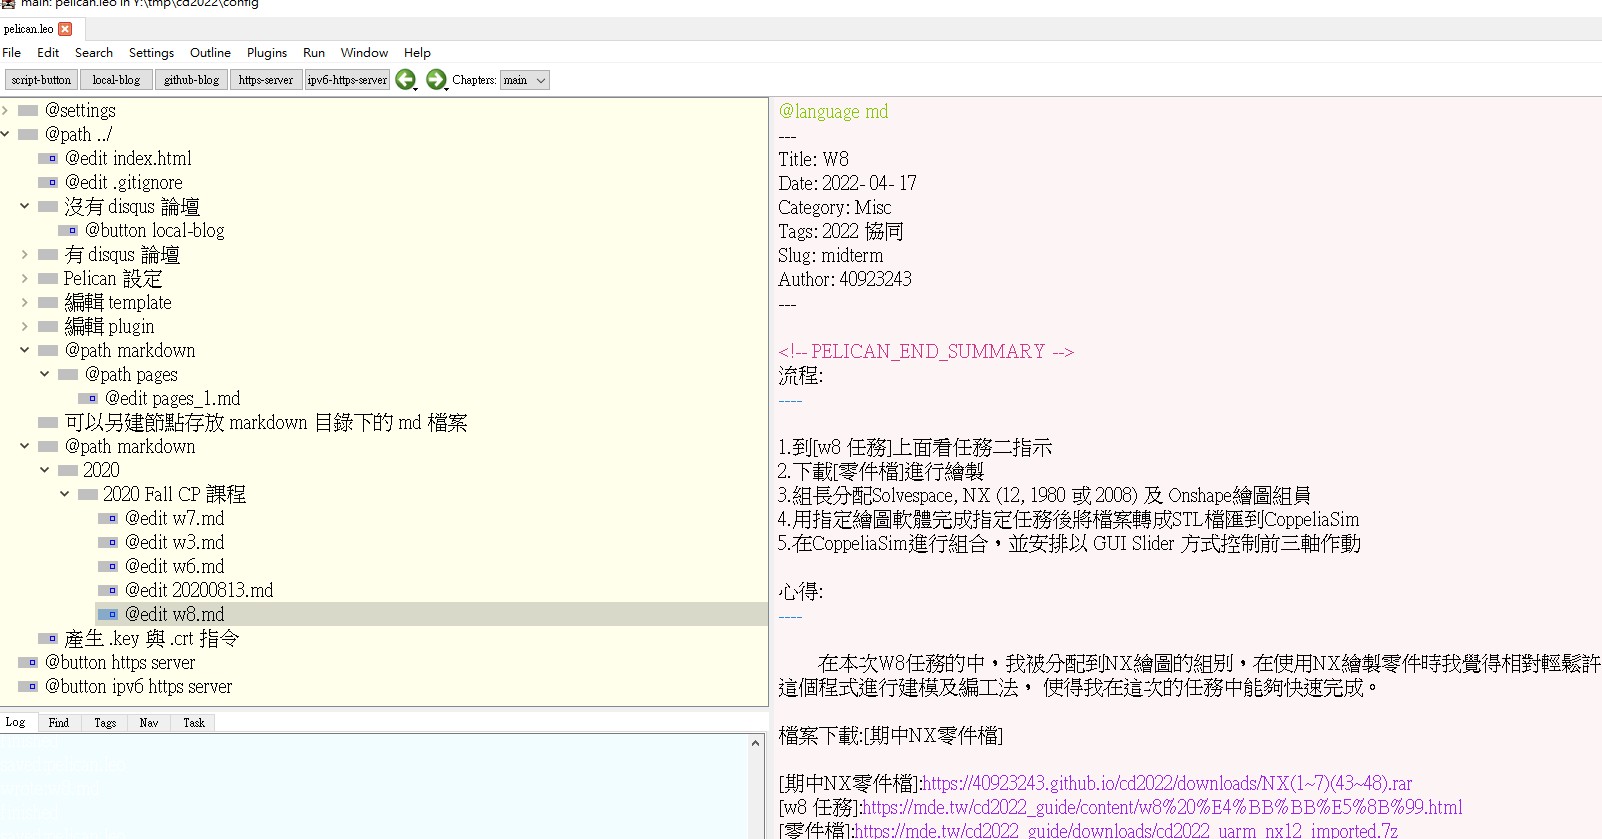 main: pelican.leo in Y:\tmp\cd2022\config
pelican.leo
File Edit Search Settings Outline Plugins Run Window Help
script-button local-blog github-blog https-server ipv6-https-server Chapters: main
@settings
@path ../
@edit index.html
@edit .gitignore
沒有 disqus 論壇
@button local-blog
有 disqus 論壇
Pelican 設定
編輯 template
編輯 plugin
@path markdown
@path pages
@edit pages_1.md
可以另建節點存放 markdown 目錄下的 md 檔案
@path markdown
2020
2020 Fall CP 課程
@edit w7.md
@edit w3.md
@edit w6.md
@edit 20200813.md
@edit w8.md
產生 .key 與 .crt 指令
@button https server
@button ipv6 https server
Log Find Tags Nav Task
@language md
---
Title: W8
Date: 2022-04-17
Category: Misc
Tags: 2022 協同
Slug: midterm
Author: 40923243
---
<!-- PELICAN_END_SUMMARY -->
流程:
----
1.到[w8 任務]上面看任務二指示
2.下載[零件檔]進行繪製
3.組長分配Solvespace, NX (12, 1980 或 2008) 及 Onshape繪圖組員
4.用指定繪圖軟體完成指定任務後將檔案轉成STL檔匯到CoppeliaSim
5.在CoppeliaSim進行組合，並安排以 GUI Slider 方式控制前三軸作動
心得:
----
在本次W8任務的中，我被分配到NX繪圖的組別，在使用NX繪製零件時我覺得相對輕鬆許
這個程式進行建模及編工法， 使得我在這次的任務中能夠快速完成。
檔案下載:[期中NX零件檔]
[期中NX零件檔]:https://40923243.github.io/cd2022/downloads/NX(1~7)(43~48).rar
[w8 任務]:https://mde.tw/cd2022_guide/content/w8%20%E4%BB%BB%E5%8B%99.html
[零件檔]:https://mde.tw/cd2022_guide/downloads/cd2022_uarm_nx12_imported.7z